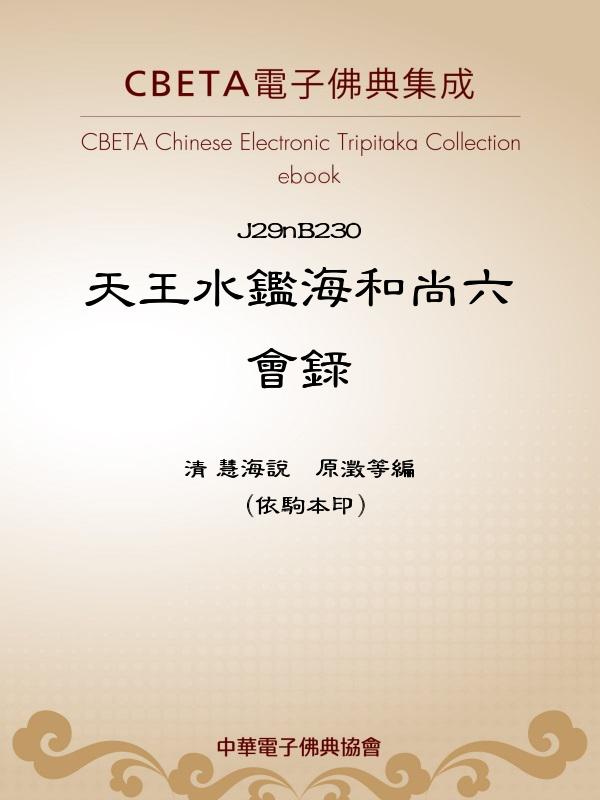 CBETA電子佛典集成
CBETA Chinese Electronic Tripitaka Collection
ebook
J29nB230
天王水鑑海和尚六
會錄
清 慧海說　原澂等編
（依駒本印）
中華電子佛典協會